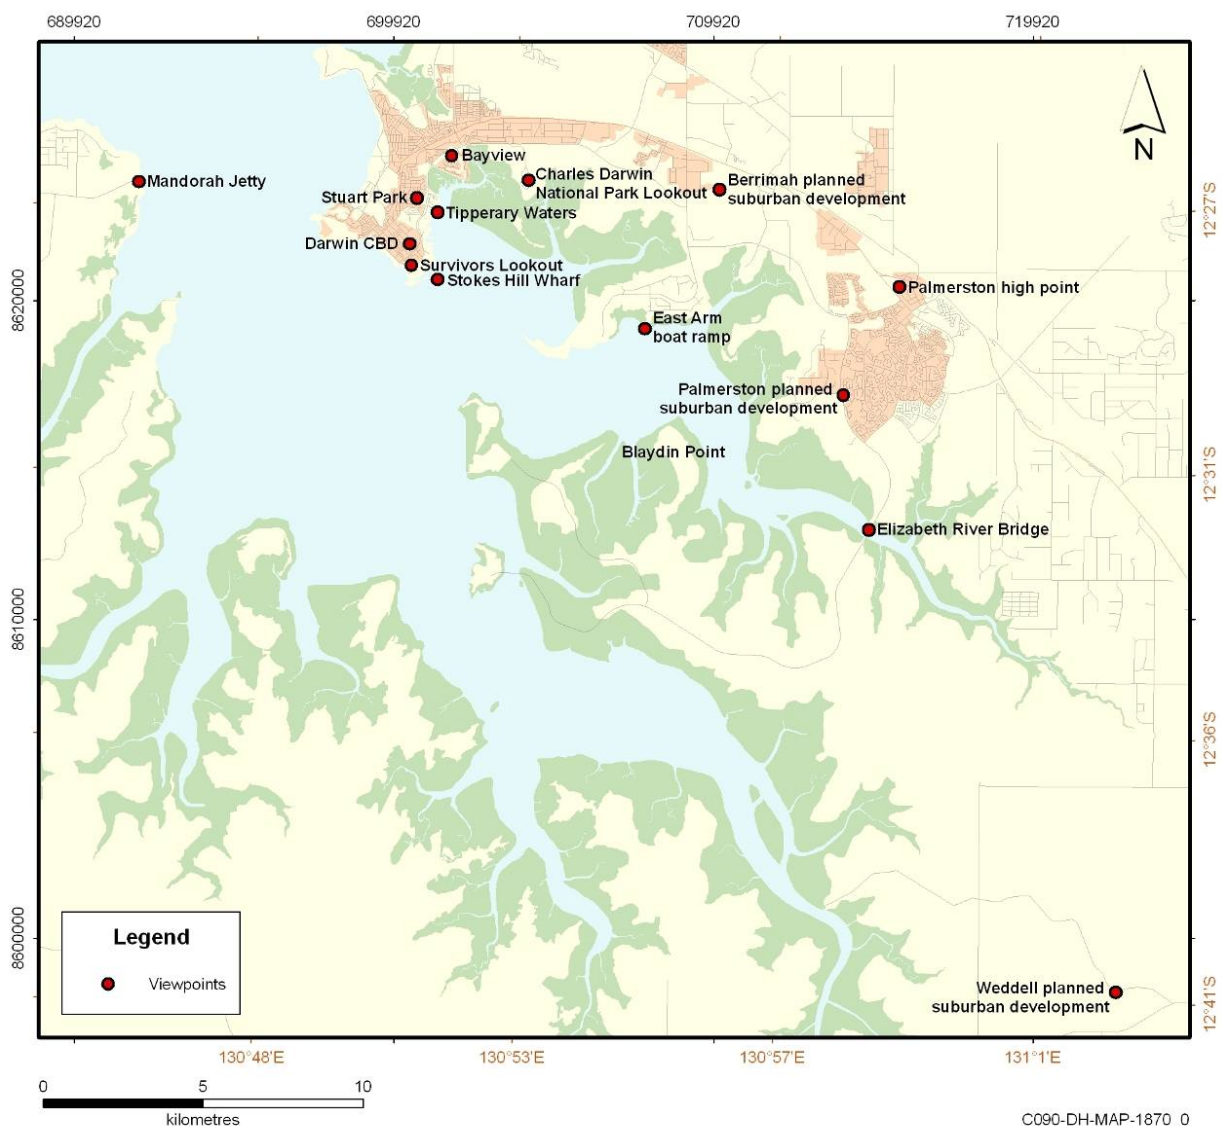 689920
699920
709920
719920
N
Bayview
Mandorah Jetty
Charles Darwin
National Park Lookout
Berrimah planned
suburban development
Stuart Park
Tipperary Waters
12°27'S
Darwin CBD
Survivors Lookout
Stokes Hill Wharf
8620000
Palmerston high point
East Arm
boat ramp
Palmerston planned
suburban development
Blaydin Point
12°31'S
Elizabeth River Bridge
8610000
12°36'S
8600000
Legend
Viewpoints
Weddell planned
suburban development
12°41'S
130°48'E
130°53'E
130°57'E
131°1'E
0
5
10
kilometres
C090-DH-MAP-1870 0